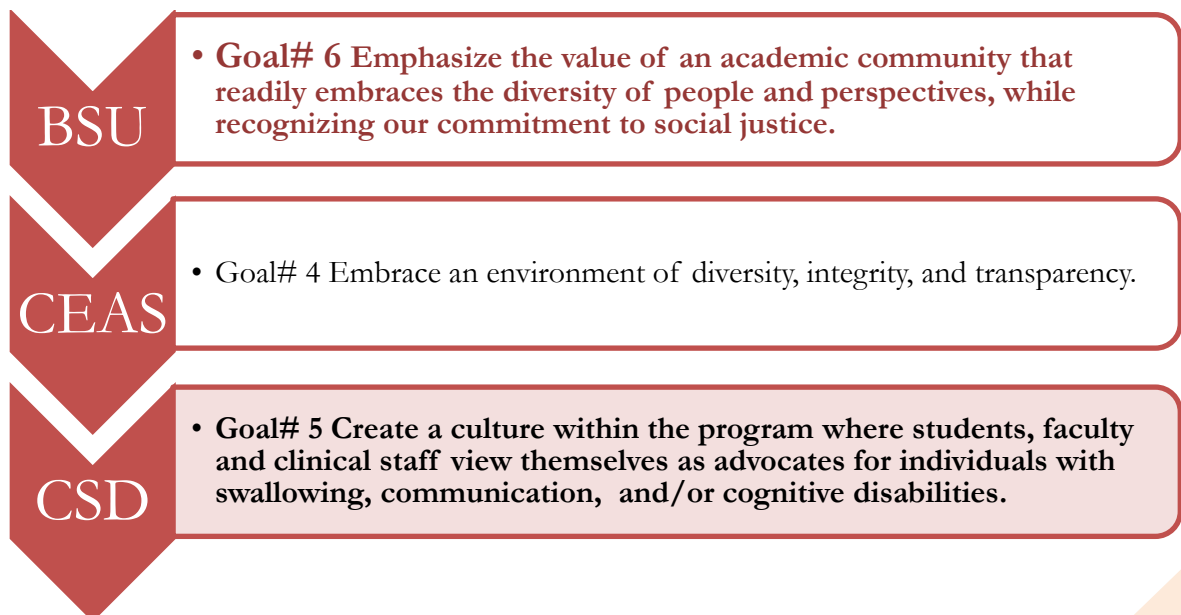 BSU
• Goal# 6 Emphasize the value of an academic community that
readily embraces the diversity of people and perspectives, while
recognizing our commitment to social justice.
CEAS
• Goal# 4 Embrace an environment of diversity, integrity, and transparency.
CSD
• Goal# 5 Create a culture within the program where students, faculty
and clinical staff view themselves as advocates for individuals with
swallowing, communication, and/or cognitive disabilities.